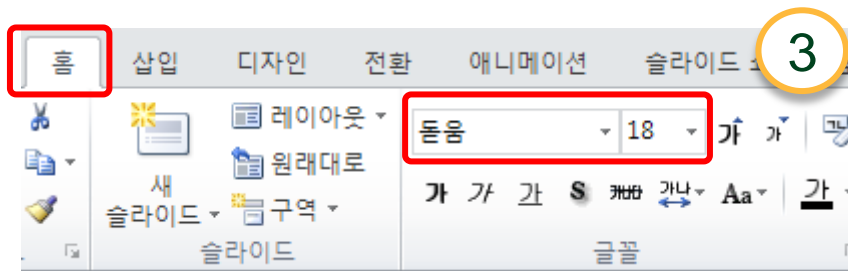 홈 삽입 디자인 전환 애니메이션 슬라이드 3
레이아웃 돋움 18 가 가
원래대로
새 슬라이드 구역 가 가 가 S 가나 Aa 가
슬라이드 글꼴